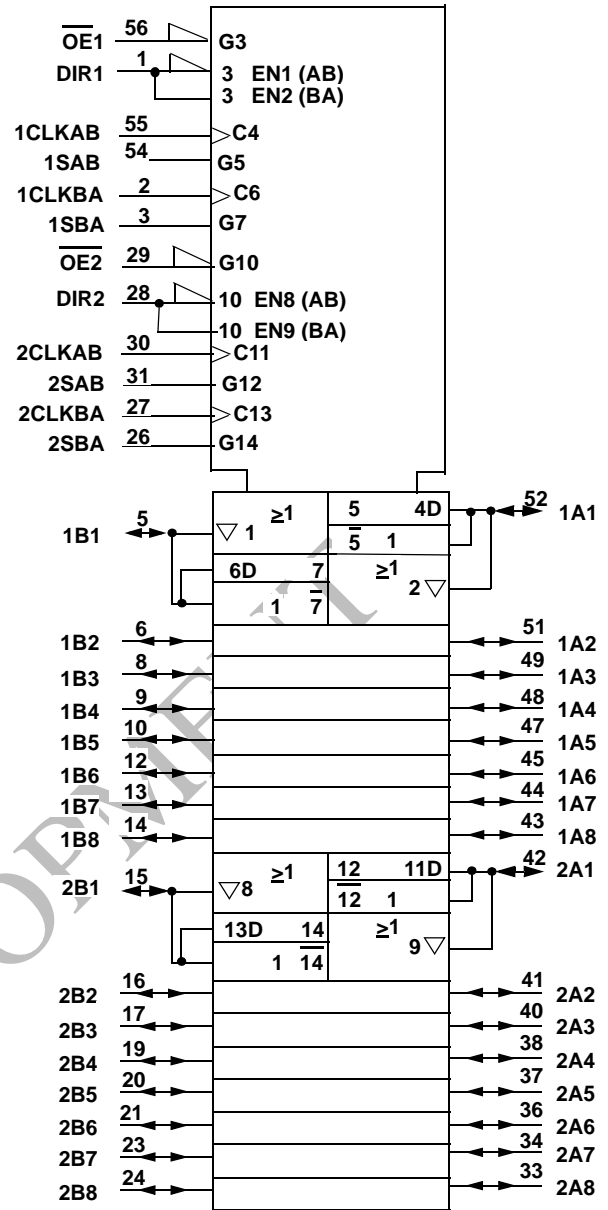 OE1 56 G3
DIR1 1 3 EN1 (AB)
3 EN2 (BA)
1CLKAB 55 C4
1SAB 54 G5
1CLKBA 2 C6
1SBA 3 G7
OE2 29 G10
DIR2 28 10 EN8 (AB)
10 EN9 (BA)
2CLKAB 30 C11
2SAB 31 G12
2CLKBA 27 C13
2SBA 26 G14
1B1 5 ▽ 1 ≥1 5 4D 52 1A1
5 1
6D 7 ≥1 2 ▽
1 7
1B2 6 51 1A2
1B3 8 49 1A3
1B4 9 48 1A4
1B5 10 47 1A5
1B6 12 45 1A6
1B7 13 44 1A7
1B8 14 43 1A8
2B1 15 ▽8 ≥1 12 11D 42 2A1
12 1
13D 14 ≥1 9 ▽
1 14
2B2 16 41 2A2
2B3 17 40 2A3
2B4 19 38 2A4
2B5 20 37 2A5
2B6 21 36 2A6
2B7 23 34 2A7
2B8 24 33 2A8
OPMENT